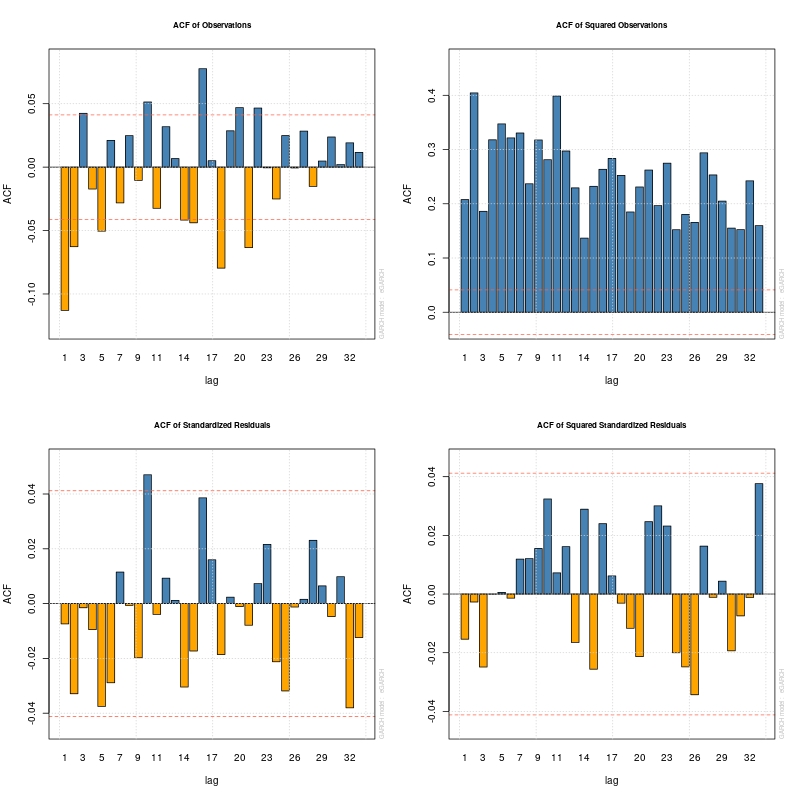 ACF of Observations
ACF
0.05
0.00
-0.05
-0.10
1 3 5 7 9 11 14 17 20 23 26 29 32
lag
GARCH model : eGARCH
ACF of Squared Observations
ACF
0.4
0.3
0.2
0.1
0.0
1 3 5 7 9 11 14 17 20 23 26 29 32
lag
GARCH model : eGARCH
ACF of Standardized Residuals
ACF
0.04
0.02
0.00
-0.02
-0.04
1 3 5 7 9 11 14 17 20 23 26 29 32
lag
GARCH model : eGARCH
ACF of Squared Standardized Residuals
ACF
0.04
0.02
0.00
-0.02
-0.04
1 3 5 7 9 11 14 17 20 23 26 29 32
lag
GARCH model : eGARCH